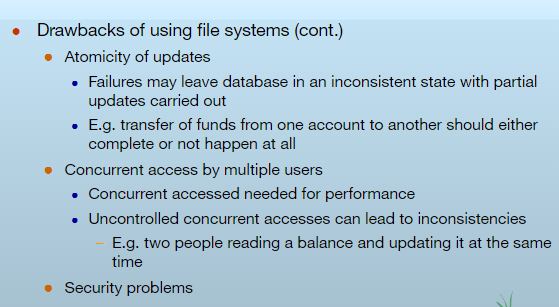 Drawbacks of using file systems (cont.)
Atomicity of updates
Failures may leave database in an inconsistent state with partial
updates carried out
E.g. transfer of funds from one account to another should either
complete or not happen at all
Concurrent access by multiple users
Concurrent accessed needed for performance
Uncontrolled concurrent accesses can lead to inconsistencies
– E.g. two people reading a balance and updating it at the same
time
Security problems